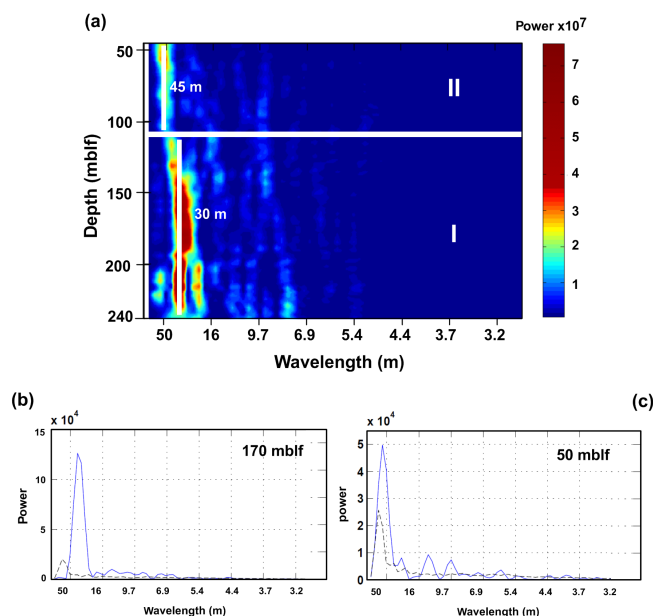 (a)
Power x10⁷
50
100
150
200
240
Depth (mblf)
45 m
II
30 m
I
7
6
5
4
3
2
1
50 16 9.7 6.9 5.4 4.4 3.7 3.2
Wavelength (m)
(b)
x 10⁴
15
10
5
0
Power
170 mblf
50 16 9.7 6.9 5.4 4.4 3.7 3.2
Wavelength (m)
(c)
x 10⁴
5
4
3
2
1
0
power
50 mblf
50 16 9.7 6.9 5.4 4.4 3.7 3.2
Wavelength (m)